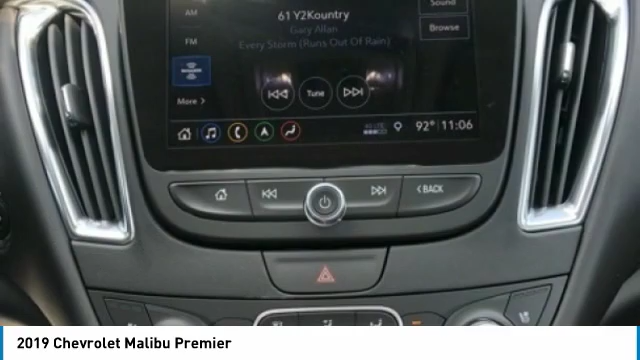 AM
61 Y2Kountry
Sound
Gary Allan
Browse
FM
Every Storm (Runs Out Of Rain)
More >
Tune
92° 11:06
< BACK
2019 Chevrolet Malibu Premier